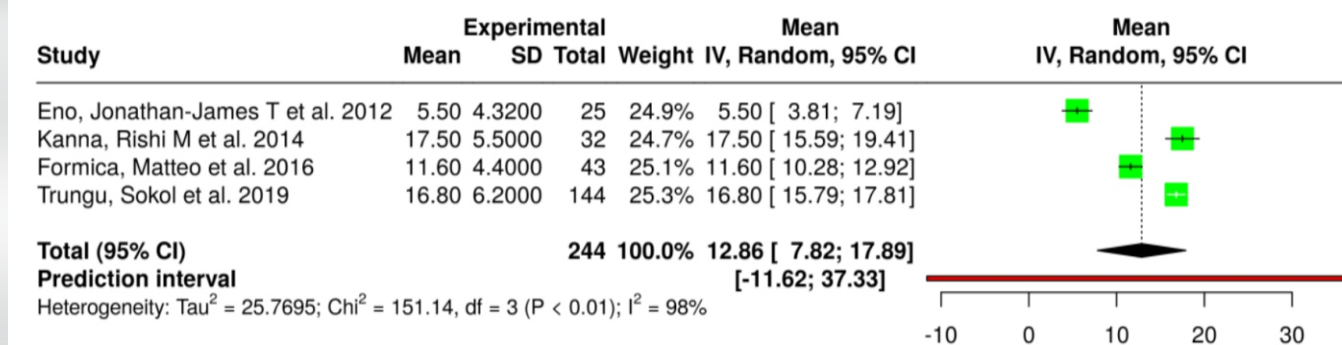 Experimental Mean Mean
Study Mean SD Total Weight IV, Random, 95% CI IV, Random, 95% CI
Eno, Jonathan-James T et al. 2012 5.50 4.3200 25 24.9% 5.50 [ 3.81; 7.19]
Kanna, Rishi M et al. 2014 17.50 5.5000 32 24.7% 17.50 [ 15.59; 19.41]
Formica, Matteo et al. 2016 11.60 4.4000 43 25.1% 11.60 [ 10.28; 12.92]
Trungu, Sokol et al. 2019 16.80 6.2000 144 25.3% 16.80 [ 15.79; 17.81]
Total (95% CI) 244 100.0% 12.86 [ 7.82; 17.89]
Prediction interval [-11.62; 37.33]
Heterogeneity: Tau² = 25.7695; Chi² = 151.14, df = 3 (P < 0.01); I² = 98%
-10 0 10 20 30